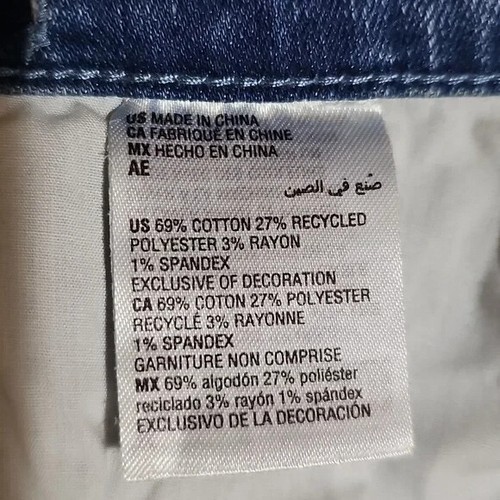 US MADE IN CHINA
CA FABRIQUÉ EN CHINE
MX HECHO EN CHINA
AE
صُنع في الصين
US 69% COTTON 27% RECYCLED
POLYESTER 3% RAYON
1% SPANDEX
EXCLUSIVE OF DECORATION
CA 69% COTON 27% POLYESTER
RECYCLÉ 3% RAYONNE
1% SPANDEX
GARNITURE NON COMPRISE
MX 69% algodón 27% poliéster
reciclado 3% rayón 1% spándex
EXCLUSIVO DE LA DECORACIÓN